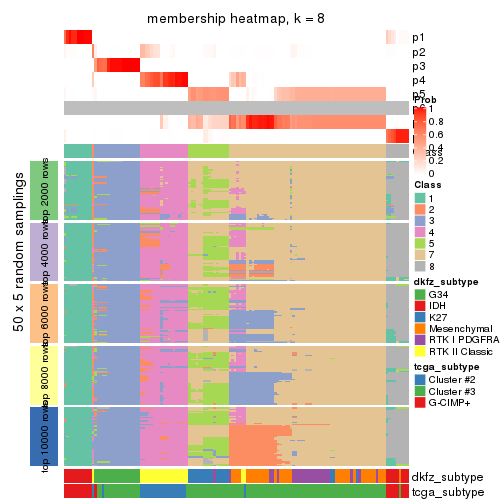 membership heatmap, k = 8
p1
p2
p3
p4
p5
Prob
1
0.8
0.6
0.4
0.2
0
Class
1
2
3
4
5
7
8
dkfz_subtype
G34
IDH
K27
Mesenchymal
RTK I PDGFRA
RTK II Classic
tcga_subtype
Cluster #2
Cluster #3
G-CIMP+
50 x 5 random samplings
top 2000 rows
top 4000 rows
top 6000 rows
top 8000 rows
top 10000 rows
dkfz_subtype
tcga_subtype